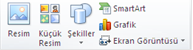 Resim
Küçük
Resim
Şekiller
SmartArt
Grafik
Ekran Görüntüsü